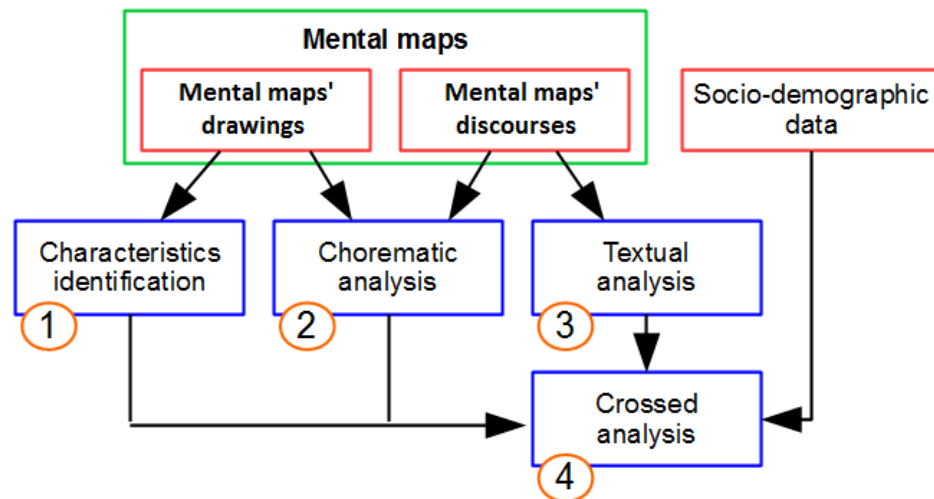 Mental maps
Mental maps'
drawings
Mental maps'
discourses
Socio-demographic
data
Characteristics
identification
1
Chorematic
analysis
2
Textual
analysis
3
Crossed
analysis
4